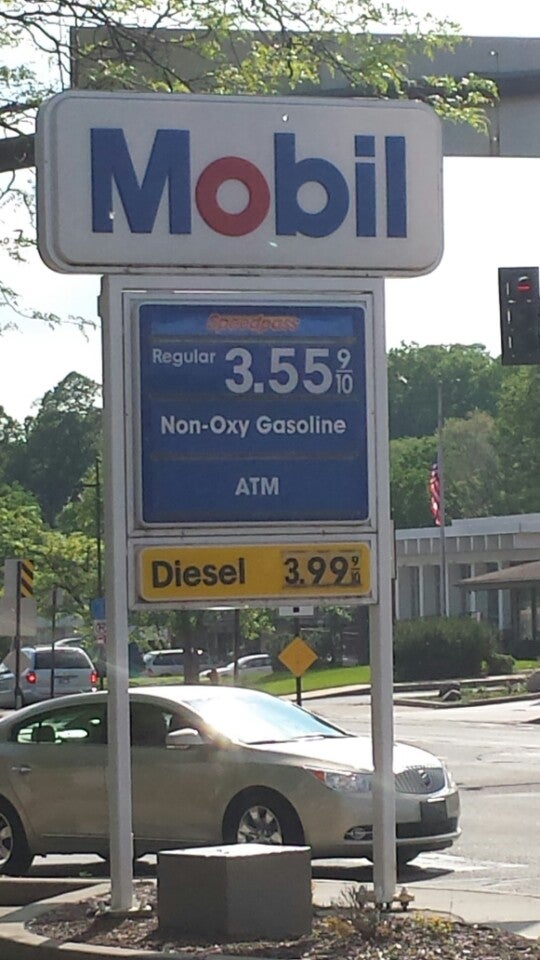 Mobil
Speedpass
Regular 3.55 9/10
Non-Oxy Gasoline
ATM
Diesel 3.99 9/10